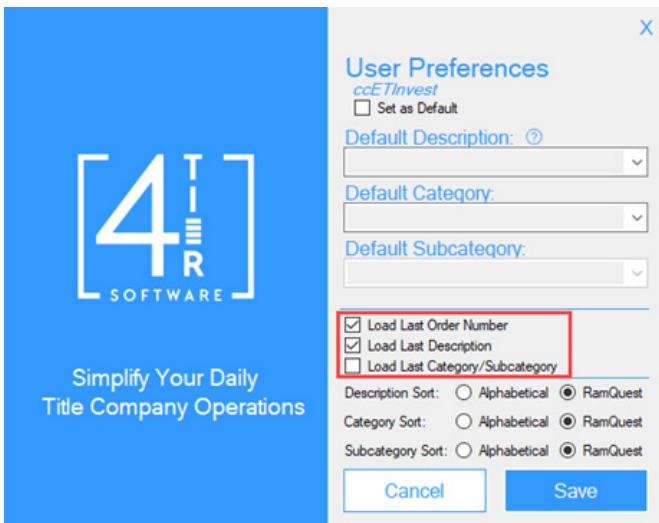 X
User Preferences
ccETInvest
Set as Default
Default Description: ?
Default Category:
Default Subcategory:
Load Last Order Number
Load Last Description
Load Last Category/Subcategory
Description Sort: Alphabetical RamQuest
Category Sort: Alphabetical RamQuest
Subcategory Sort: Alphabetical RamQuest
Cancel Save
4TIER
SOFTWARE
Simplify Your Daily
Title Company Operations